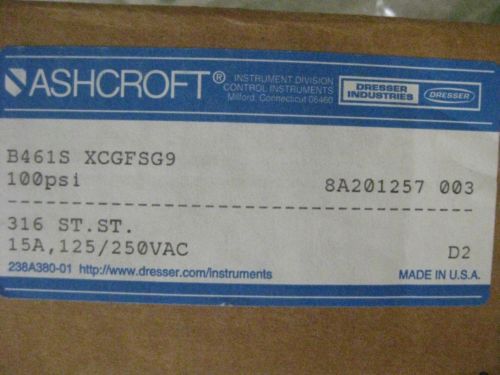 ASHCROFT®
INSTRUMENT DIVISION
CONTROL INSTRUMENTS
Milford, Connecticut 06460
DRESSER
INDUSTRIES
DRESSER
B461S XCGFSG9
100psi 8A201257 003
316 ST.ST.
15A,125/250VAC D2
238A380-01 http://www.dresser.com/instruments MADE IN U.S.A.